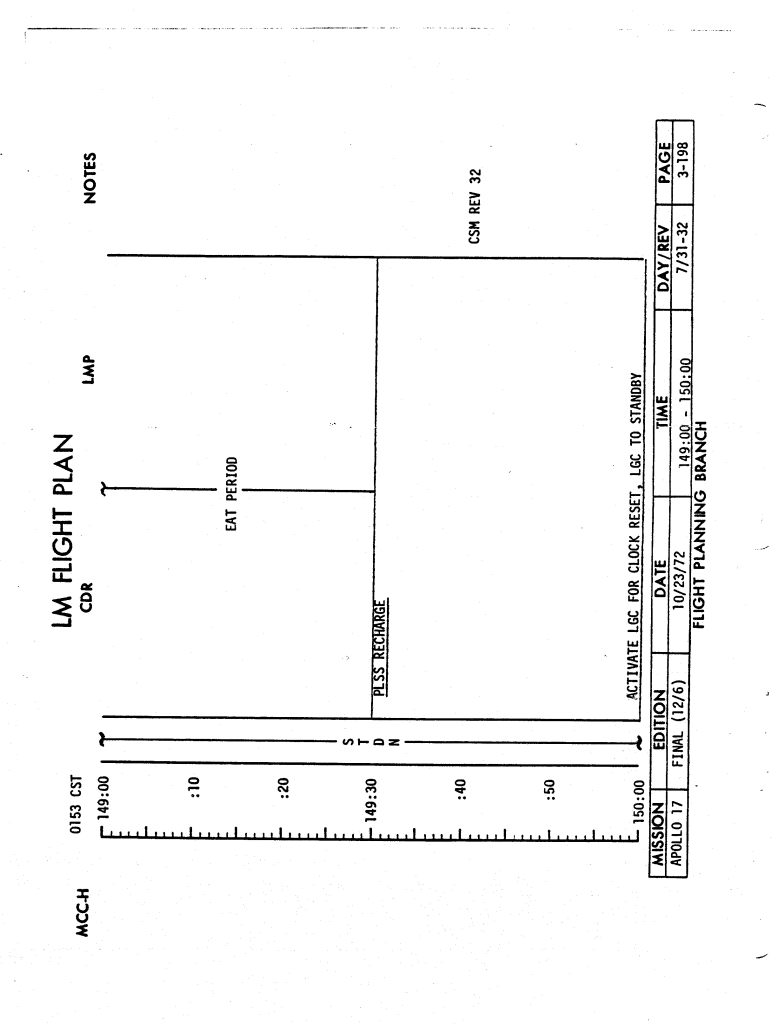 LM FLIGHT PLAN
MCC-H
0153 CST
CDR
LMP
NOTES
149:00
:10
EAT PERIOD
:20
149:30
S
T
D
N
PLSS RECHARGE
:40
CSM REV 32
:50
ACTIVATE LGC FOR CLOCK RESET, LGC TO STANDBY
150:00
MISSION EDITION DATE TIME DAY/REV PAGE
APOLLO 17 FINAL (12/6) 10/23/72 149:00 - 150:00 7/31-32 3-198
FLIGHT PLANNING BRANCH